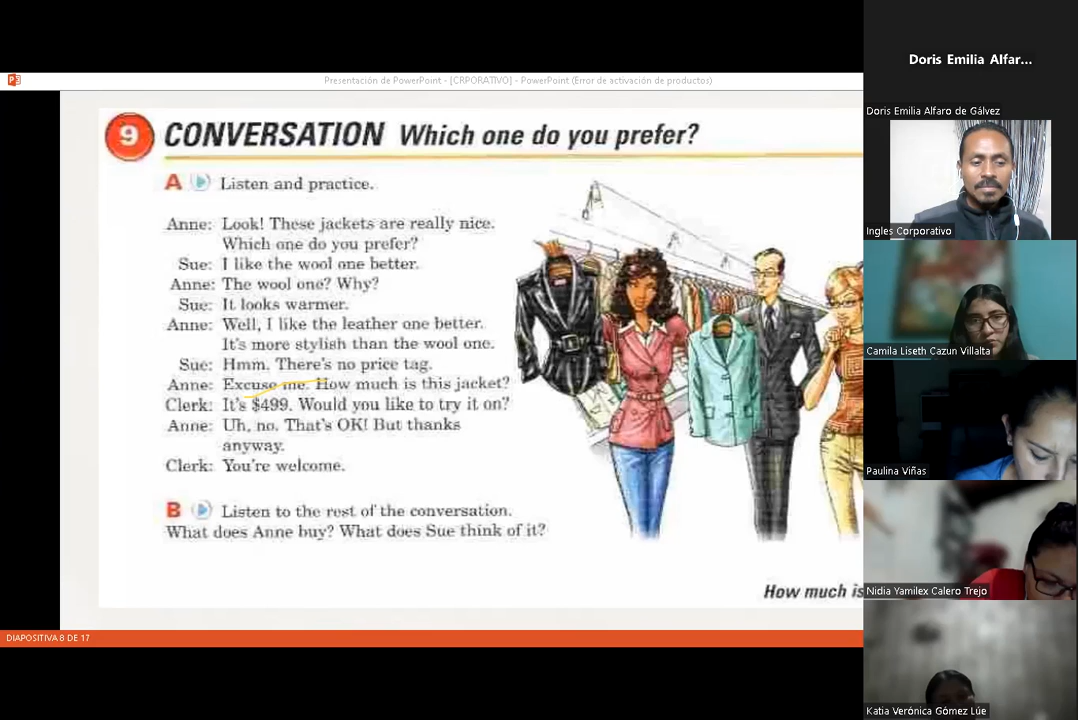 Presentación de PowerPoint - [CRPORATIVO] - PowerPoint (Error de activación de productos)
9 CONVERSATION Which one do you prefer?
A Listen and practice.
Anne: Look! These jackets are really nice.
Which one do you prefer?
Sue: I like the wool one better.
Anne: The wool one? Why?
Sue: It looks warmer.
Anne: Well, I like the leather one better.
It's more stylish than the wool one.
Sue: Hmm. There's no price tag.
Anne: Excuse me. How much is this jacket?
Clerk: It's $499. Would you like to try it on?
Anne: Uh, no. That's OK! But thanks
anyway.
Clerk: You're welcome.
B Listen to the rest of the conversation.
What does Anne buy? What does Sue think of it?
How much is
DIAPOSITIVA 8 DE 17
Doris Emilia Alfar...
Doris Emilia Alfaro de Gálvez
Ingles Corporativo
Camila Liseth Cazun Villalta
Paulina Viñas
Nidia Yamilex Calero Trejo
Katia Verónica Gómez Lúe